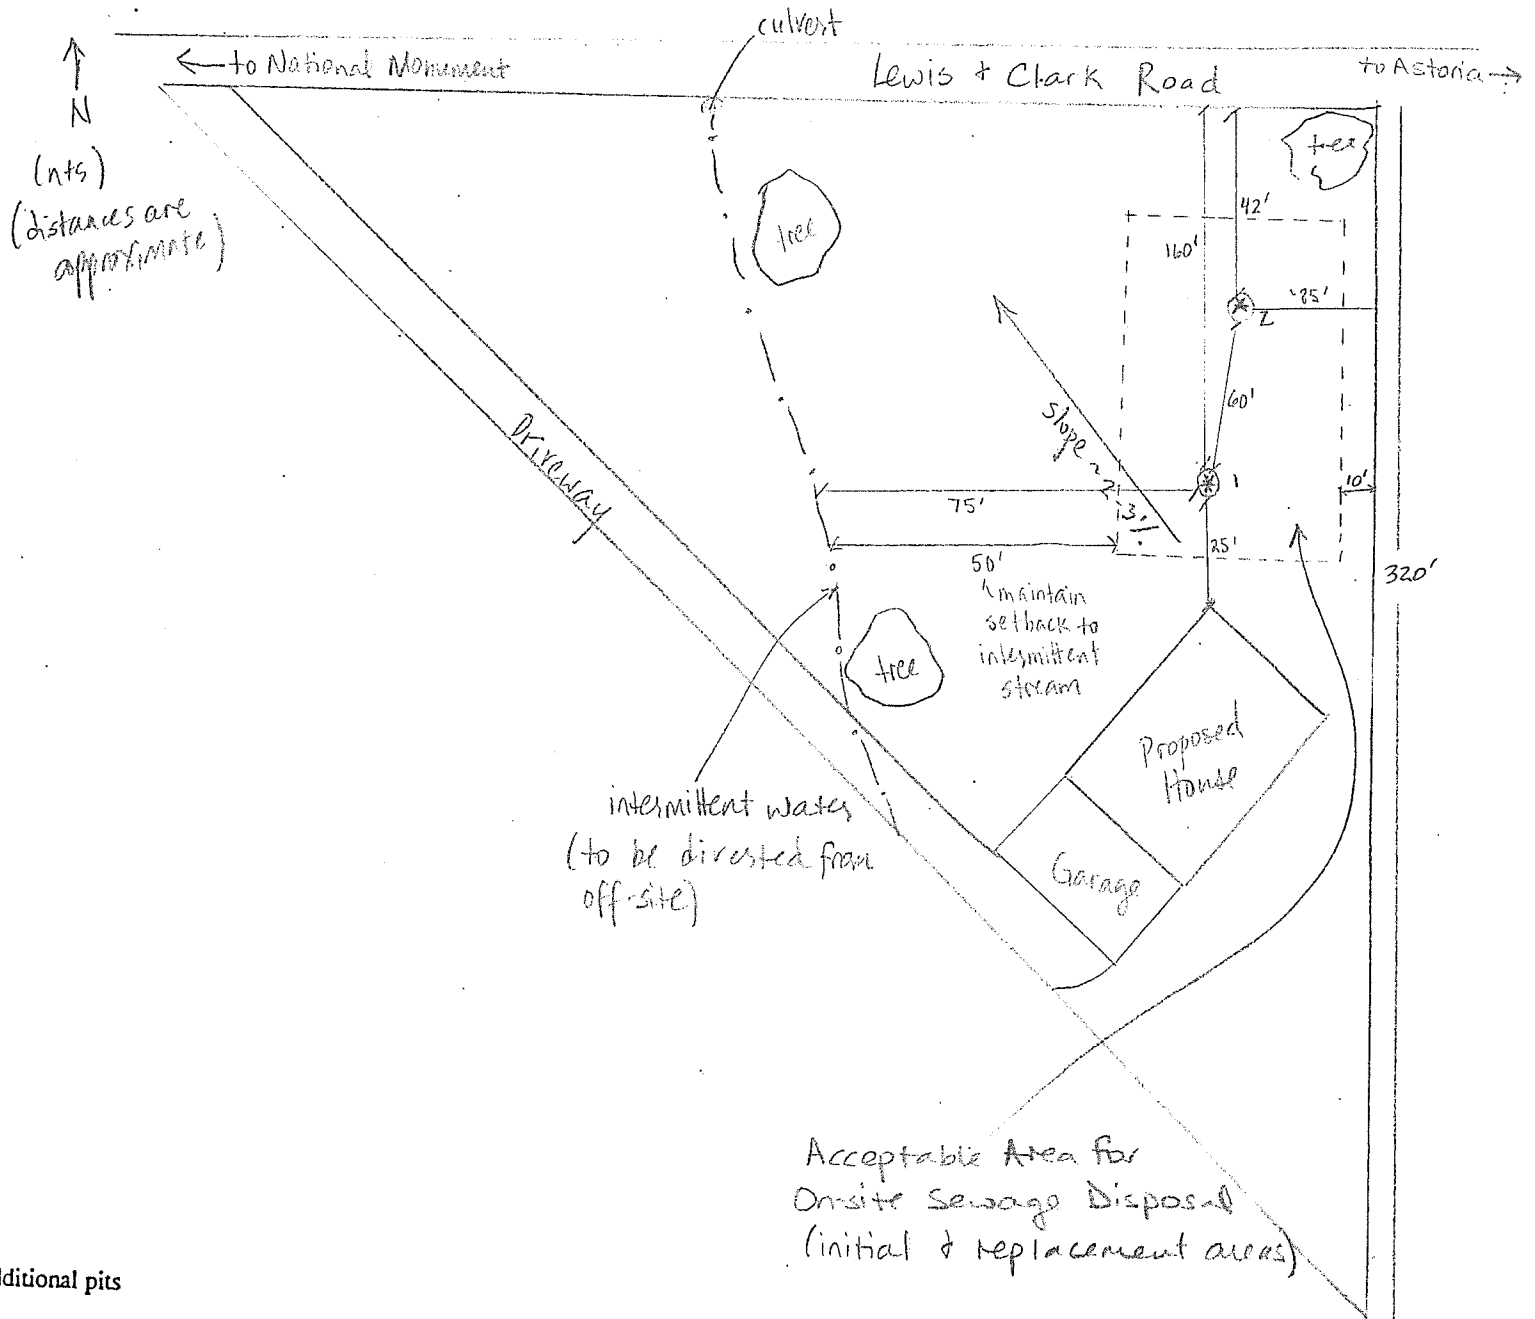 culvert
← to National Monument
Lewis + Clark Road
to Astoria →
N
(nts)
(distances are
approximate)
tree
tree
42'
160'
85'
2
60'
Slope ~ 2-3%
1
10'
75'
25'
50'
320'
maintain
setback to
intermittent
stream
Driveway
tree
Proposed
House
Garage
intermittent water
(to be diverted from
off-site)
Acceptable Area for
On-site Sewage Disposal
(initial & replacement areas)
ditional pits